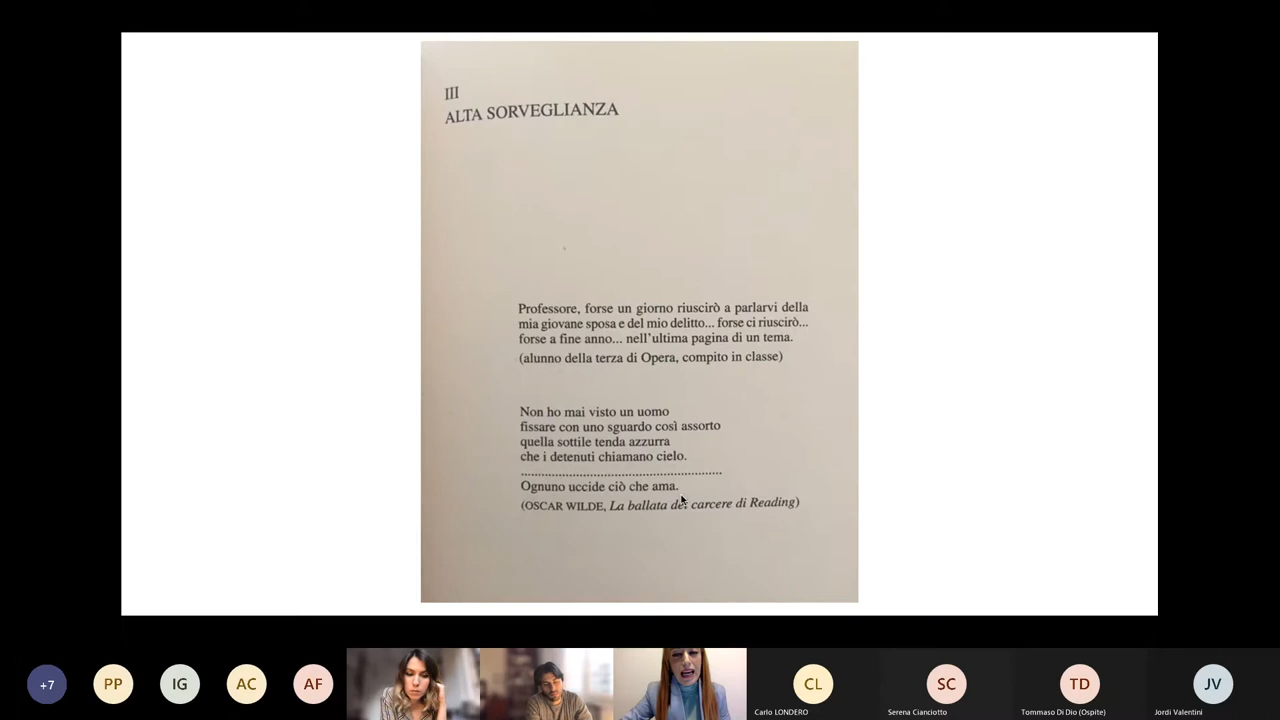 III
ALTA SORVEGLIANZA
Professore, forse un giorno riuscirò a parlarvi della
mia giovane sposa e del mio delitto... forse ci riuscirò...
forse a fine anno... nell'ultima pagina di un tema.
(alunno della terza di Opera, compito in classe)
Non ho mai visto un uomo
fissare con uno sguardo così assorto
quella sottile tenda azzurra
che i detenuti chiamano cielo.
............................................................
Ognuno uccide ciò che ama.
(OSCAR WILDE, La ballata del carcere di Reading)
+7
PP
IG
AC
AF
CL
SC
TD
JV
Carlo LONDERO
Serena Cianciotto
Tommaso Di Dio (Ospite)
Jordi Valentini